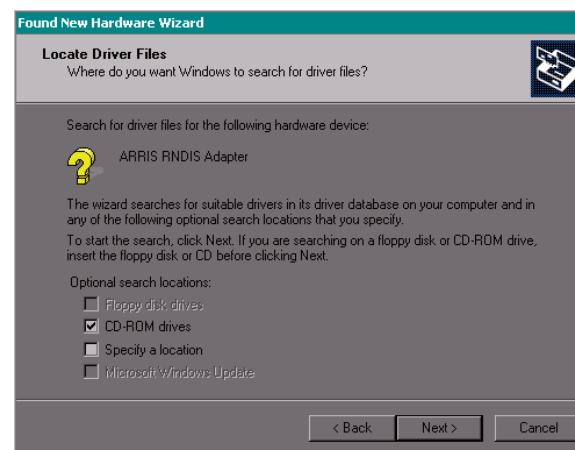 Found New Hardware Wizard
Locate Driver Files
Where do you want Windows to search for driver files?
Search for driver files for the following hardware device:
ARRIS RNDIS Adapter
The wizard searches for suitable drivers in its driver database on your computer and in
any of the following optional search locations that you specify.
To start the search, click Next. If you are searching on a floppy disk or CD-ROM drive,
insert the floppy disk or CD before clicking Next.
Optional search locations:
Floppy disk drives
CD-ROM drives
Specify a location
Microsoft Windows Update
< Back Next > Cancel